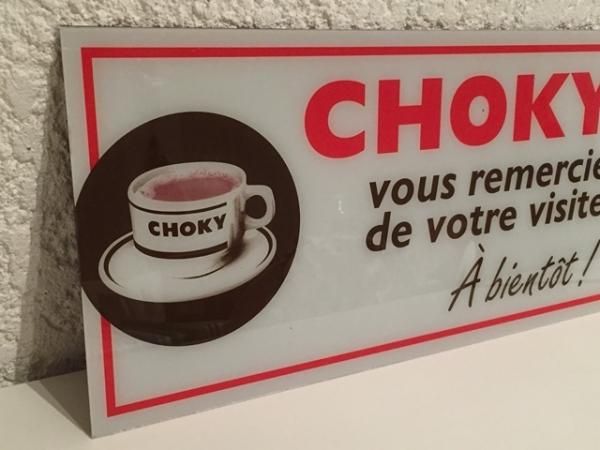 CHOKY
vous remercie
de votre visite
À bientôt !
CHOKY